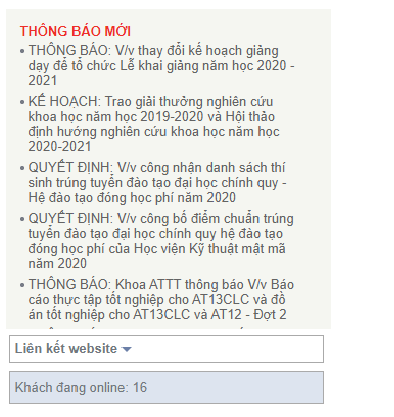 THÔNG BÁO MỚI
THÔNG BÁO: V/v thay đổi kế hoạch giảng
dạy để tổ chức Lễ khai giảng năm học 2020 -
2021
KẾ HOẠCH: Trao giải thưởng nghiên cứu
khoa học năm học 2019-2020 và Hội thảo
định hướng nghiên cứu khoa học năm học
2020-2021
QUYẾT ĐỊNH: V/v công nhận danh sách thí
sinh trúng tuyển đào tạo đại học chính quy -
Hệ đào tạo đóng học phí năm 2020
QUYẾT ĐỊNH: V/v công bố điểm chuẩn trúng
tuyển đào tạo đại học chính quy hệ đào tạo
đóng học phí của Học viện Kỹ thuật mật mã
năm 2020
THÔNG BÁO: Khoa ATTT thông báo V/v Báo
cáo thực tập tốt nghiệp cho AT13CLC và đồ
án tốt nghiệp cho AT13CLC và AT12 - Đợt 2
Liên kết website
Khách đang online: 16